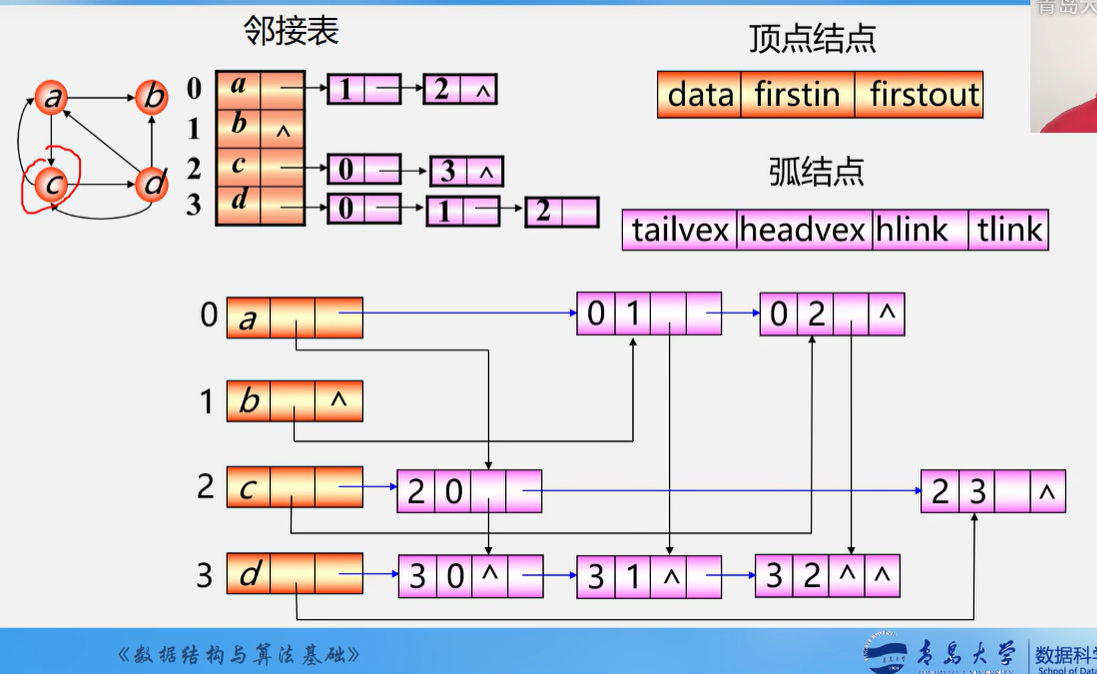 青岛大
邻接表
顶点结点
data firstin firstout
弧结点
tailvex headvex hlink tlink
a b
c d
0 a 1 2 ^
1 b ^
2 c 0 3 ^
3 d 0 1 2
0 a 0 1 0 2 ^
1 b ^
2 c 2 0 2 3 ^
3 d 3 0 ^ 3 1 ^ 3 2 ^ ^
《数据结构与算法基础》
青岛大学
数据科学
School of Data